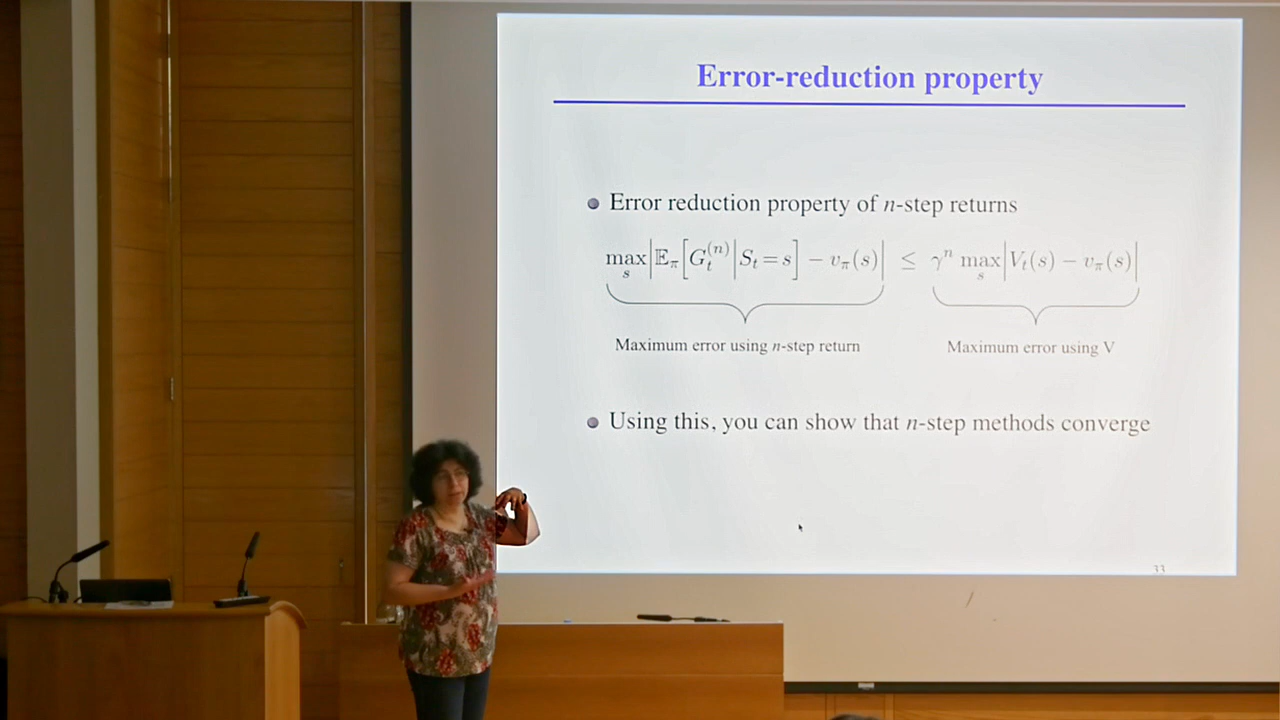 Error-reduction property
Error reduction property of n-step returns
max_s |𝔼_π[G_t^(n) | S_t = s] − v_π(s)| ≤ γ^n max_s |V_t(s) − v_π(s)|
Maximum error using n-step return Maximum error using V
Using this, you can show that n-step methods converge
33